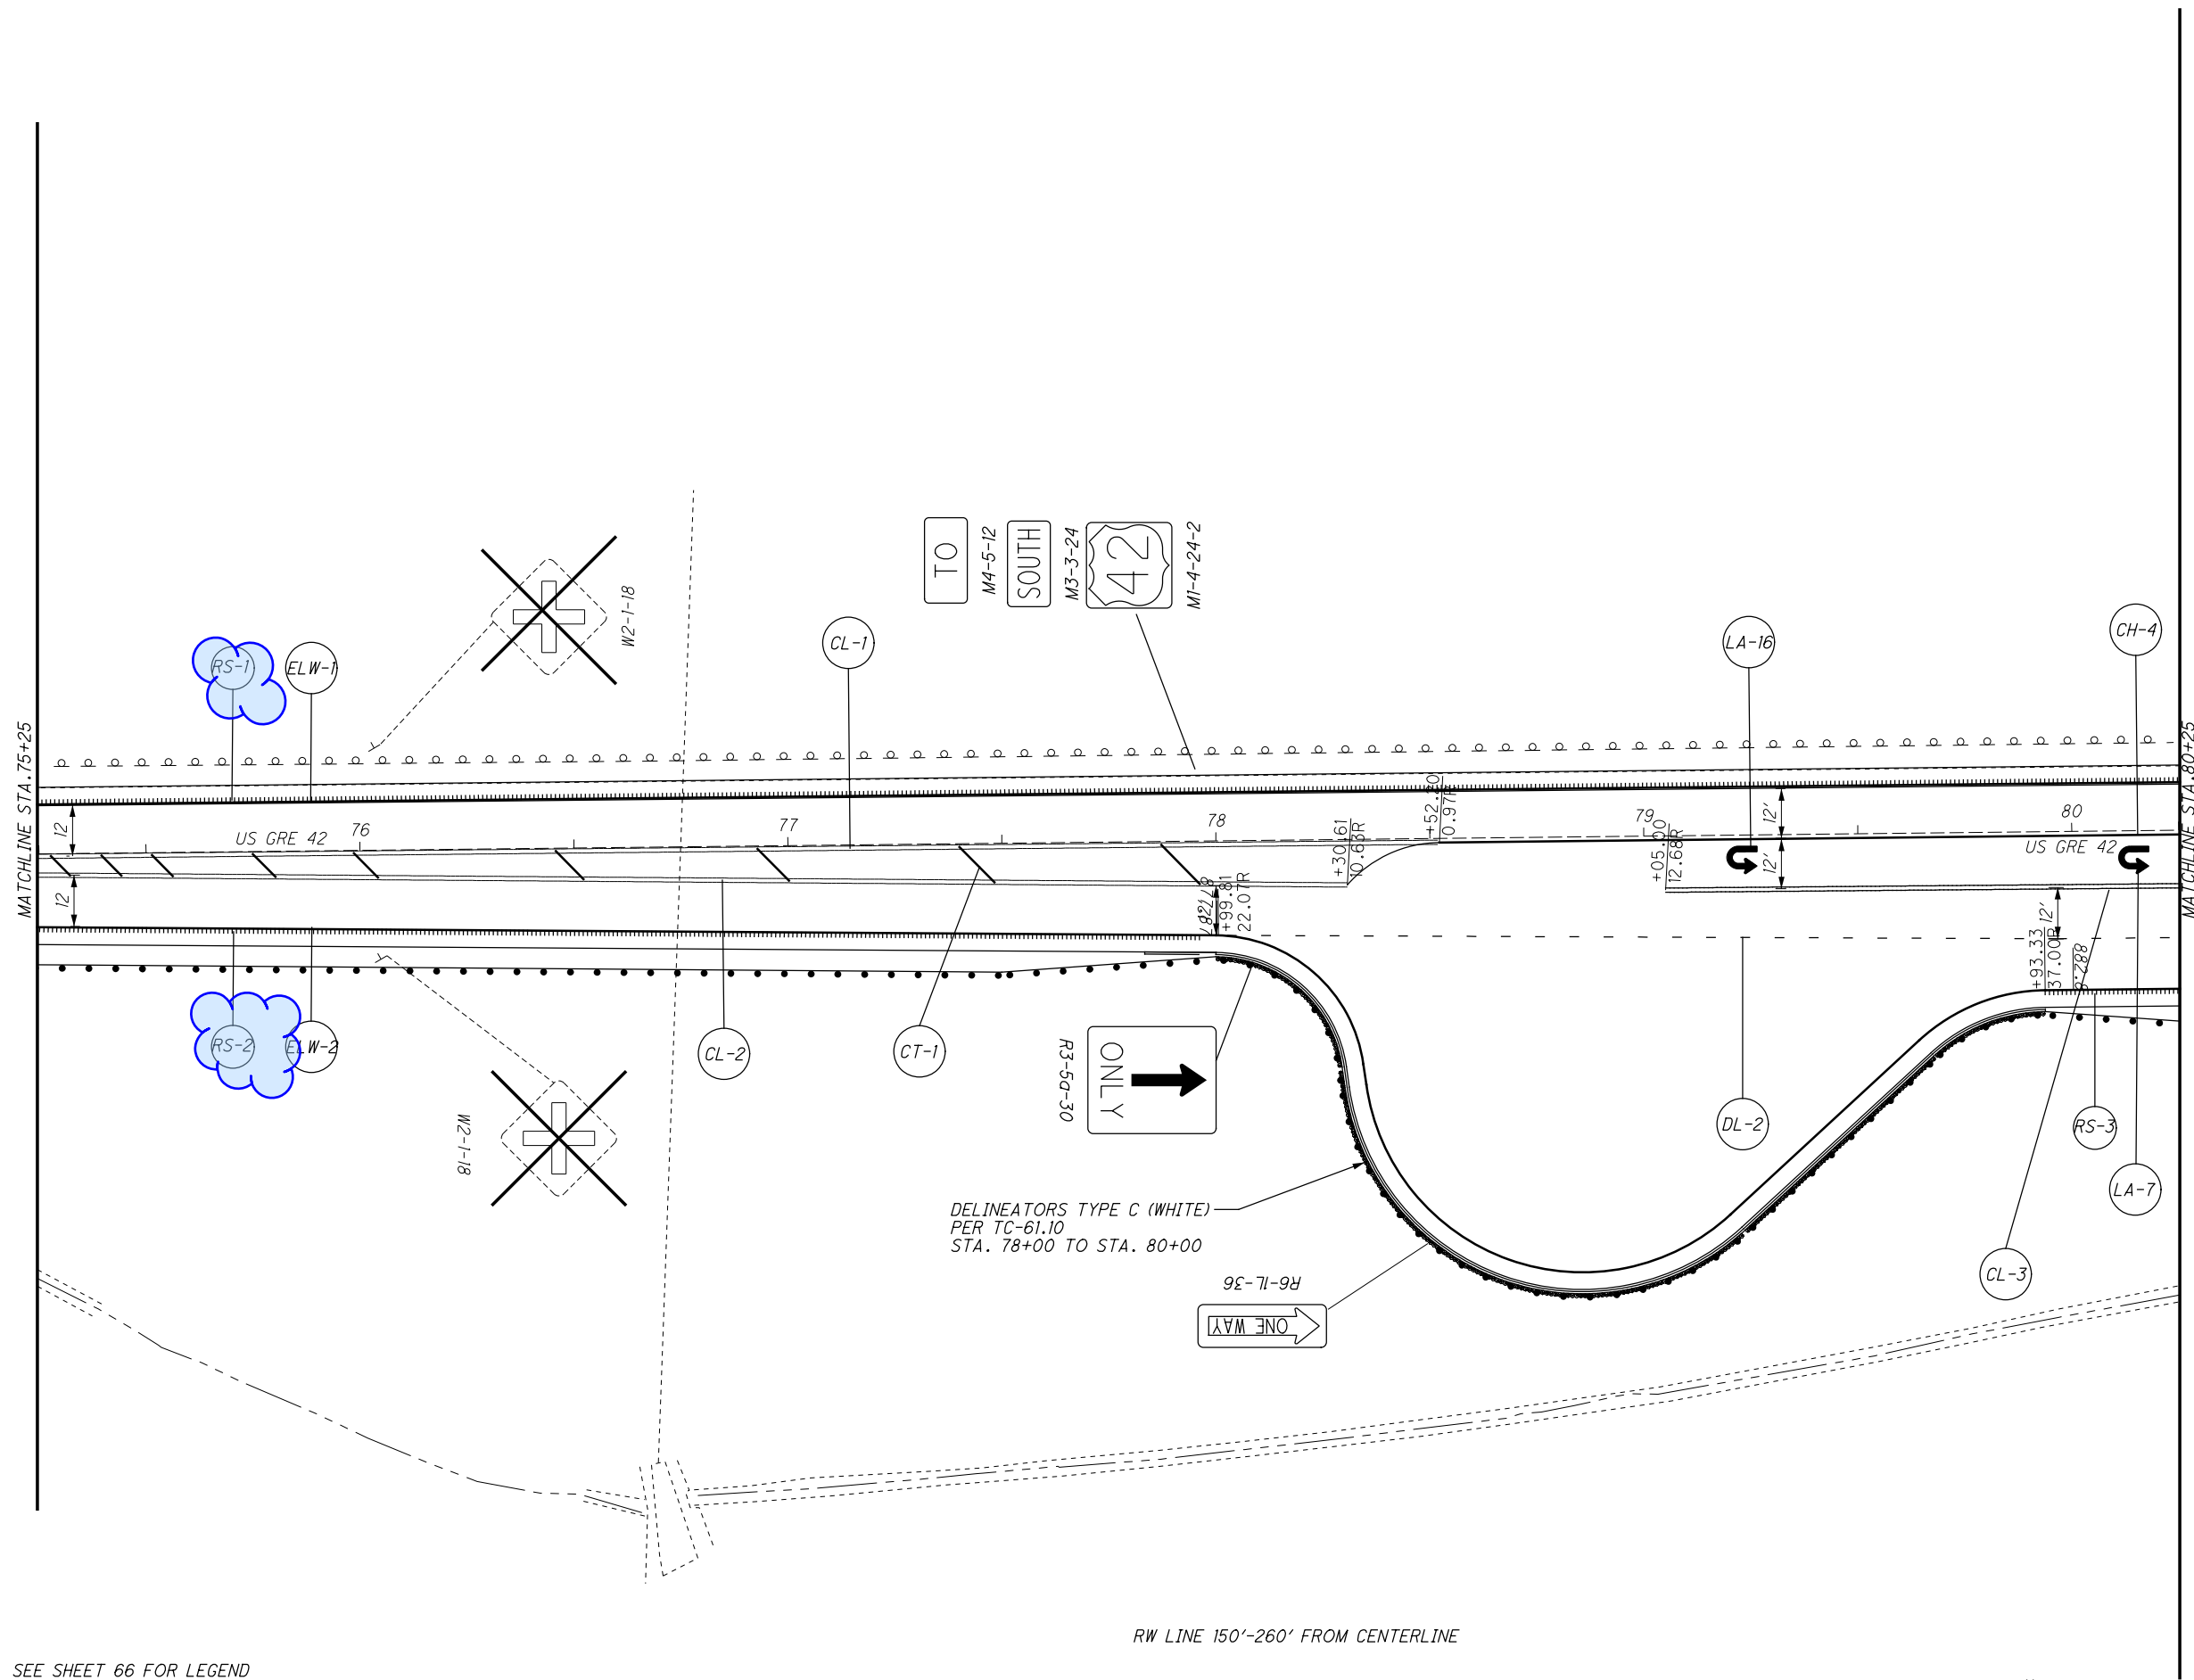 TO
M4-5-12
SOUTH
M3-3-24
42
M1-4-24-2
W2-1-18
RS-1
ELW-1
CL-1
LA-16
CH-4
MATCHLINE STA.75+25
MATCHLINE STA.80+25
12
US GRE 42
76
77
78
+52.20
0.97R
79
12'
80
+30.61
10.63R
+05.00
12.68R
12'
US GRE 42
12
12'
+99.81
22.07R
+93.33
37.00R
12'
RS-2
ELW-2
CL-2
CT-1
R3-5a-30
ONLY
DL-2
RS-3
LA-7
W2-1-18
DELINEATORS TYPE C (WHITE)
PER TC-61.10
STA. 78+00 TO STA. 80+00
R6-1L-36
ONE WAY
CL-3
RW LINE 150'-260' FROM CENTERLINE
SEE SHEET 66 FOR LEGEND